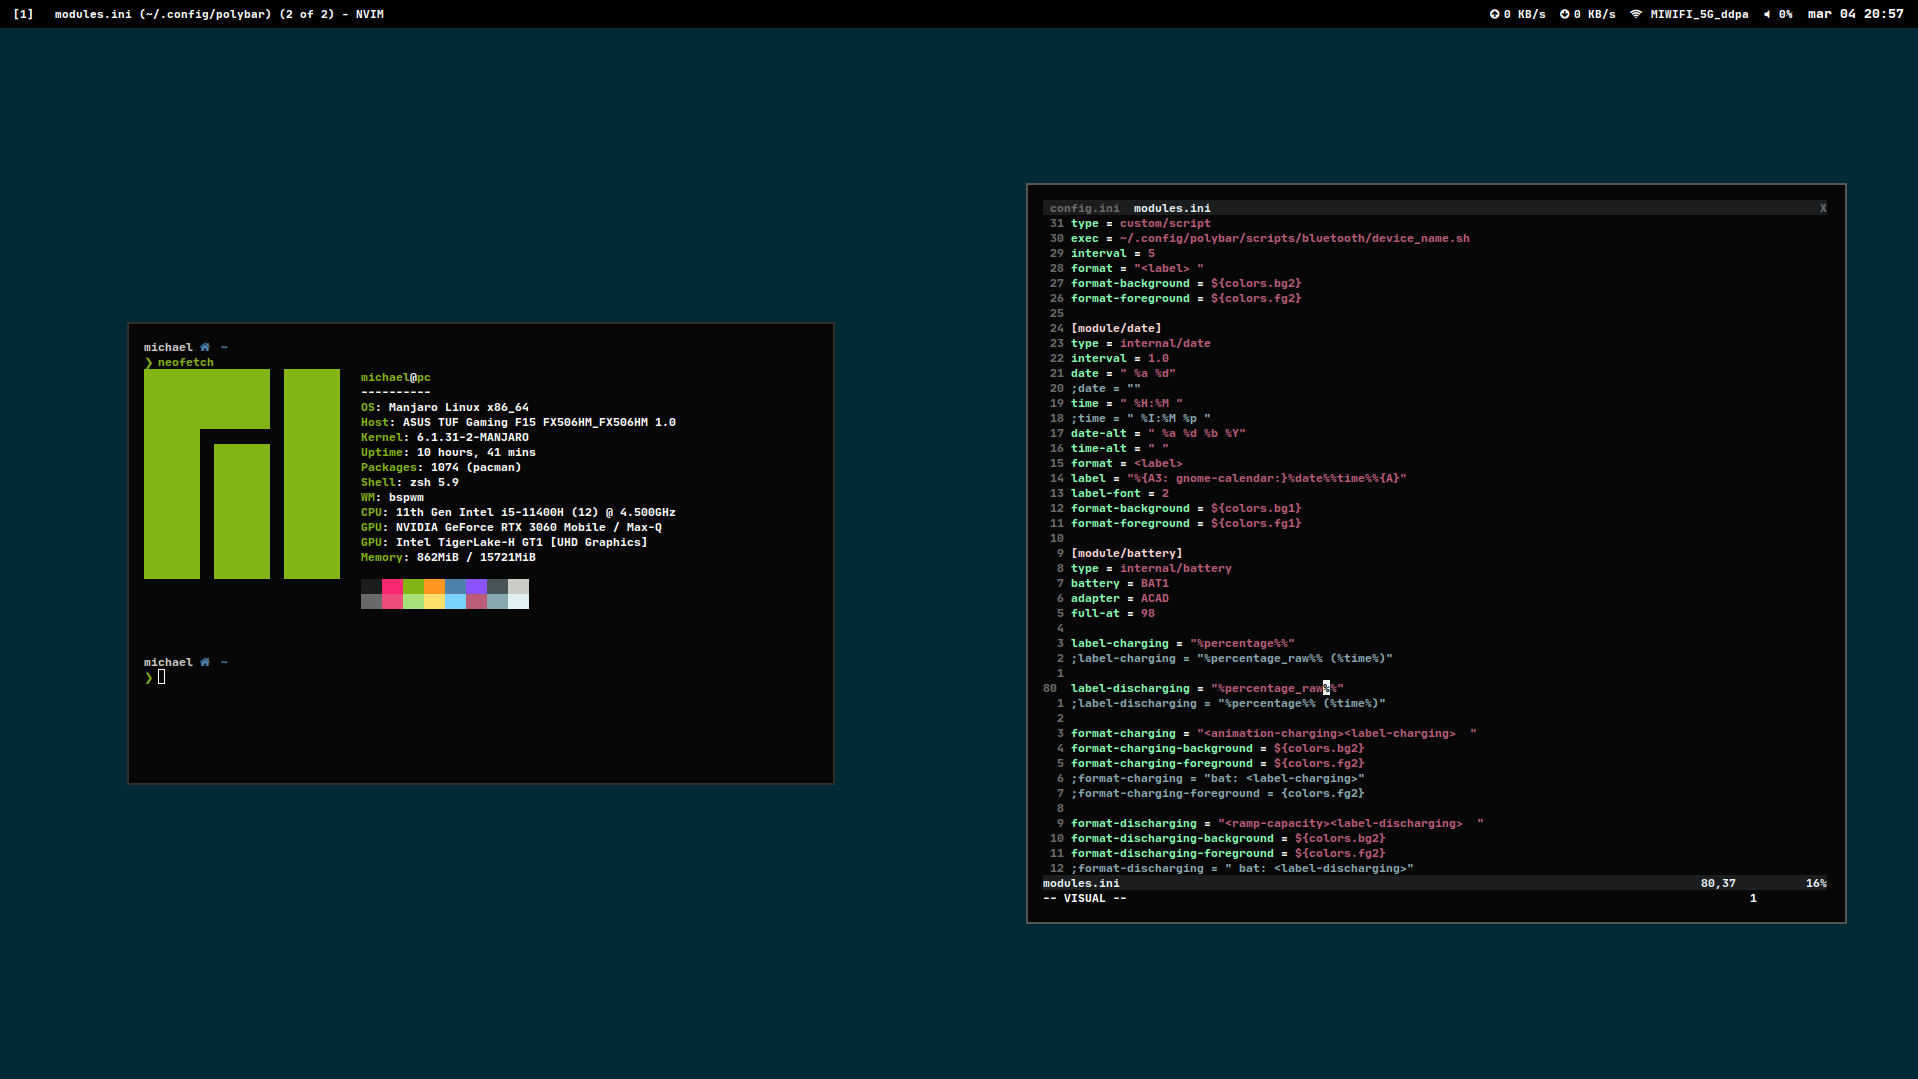 [1] modules.ini (~/.config/polybar) (2 of 2) - NVIM
0 KB/s 0 KB/s MIWIFI_5G_ddpa 0% mar 04 20:57
michael ~
❯ neofetch
michael@pc
----------
OS: Manjaro Linux x86_64
Host: ASUS TUF Gaming F15 FX506HM_FX506HM 1.0
Kernel: 6.1.31-2-MANJARO
Uptime: 10 hours, 41 mins
Packages: 1074 (pacman)
Shell: zsh 5.9
WM: bspwm
CPU: 11th Gen Intel i5-11400H (12) @ 4.500GHz
GPU: NVIDIA GeForce RTX 3060 Mobile / Max-Q
GPU: Intel TigerLake-H GT1 [UHD Graphics]
Memory: 862MiB / 15721MiB
michael ~
❯
config.ini modules.ini X
31 type = custom/script
30 exec = ~/.config/polybar/scripts/bluetooth/device_name.sh
29 interval = 5
28 format = "<label> "
27 format-background = ${colors.bg2}
26 format-foreground = ${colors.fg2}
25
24 [module/date]
23 type = internal/date
22 interval = 1.0
21 date = " %a %d"
20 ;date = ""
19 time = " %H:%M "
18 ;time = " %I:%M %p "
17 date-alt = " %a %d %b %Y"
16 time-alt = " "
15 format = <label>
14 label = "%{A3: gnome-calendar:}%date%%time%%{A}"
13 label-font = 2
12 format-background = ${colors.bg1}
11 format-foreground = ${colors.fg1}
10
9 [module/battery]
8 type = internal/battery
7 battery = BAT1
6 adapter = ACAD
5 full-at = 98
4
3 label-charging = "%percentage%%"
2 ;label-charging = "%percentage_raw%% (%time%)"
1
80 label-discharging = "%percentage_raw%%"
1 ;label-discharging = "%percentage%% (%time%)"
2
3 format-charging = "<animation-charging><label-charging>  "
4 format-charging-background = ${colors.bg2}
5 format-charging-foreground = ${colors.fg2}
6 ;format-charging = "bat: <label-charging>"
7 ;format-charging-foreground = {colors.fg2}
8
9 format-discharging = "<ramp-capacity><label-discharging>  "
10 format-discharging-background = ${colors.bg2}
11 format-discharging-foreground = ${colors.fg2}
12 ;format-discharging = " bat: <label-discharging>"
modules.ini 80,37 16%
-- VISUAL -- 1